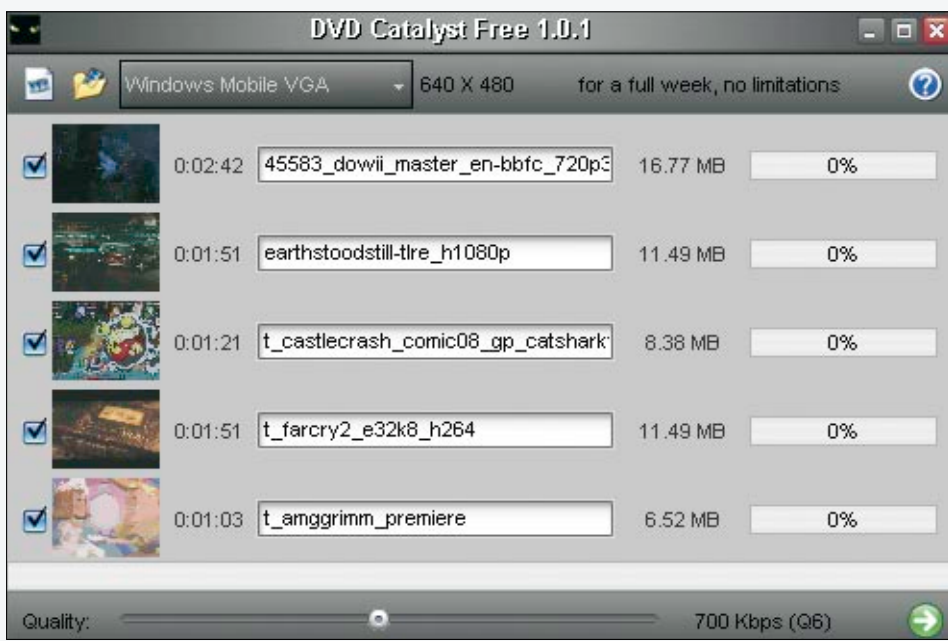 DVD Catalyst Free 1.0.1
Windows Mobile VGA 640 X 480 for a full week, no limitations
0:02:42 45583_dowii_master_en-bbfc_720p3 16.77 MB 0%
0:01:51 earthstoodstill-tlre_h1080p 11.49 MB 0%
0:01:21 t_castlecrash_comic08_gp_catshark 8.38 MB 0%
0:01:51 t_farcry2_e32k8_h264 11.49 MB 0%
0:01:03 t_amggrimm_premiere 6.52 MB 0%
Quality: 700 Kbps (Q6)